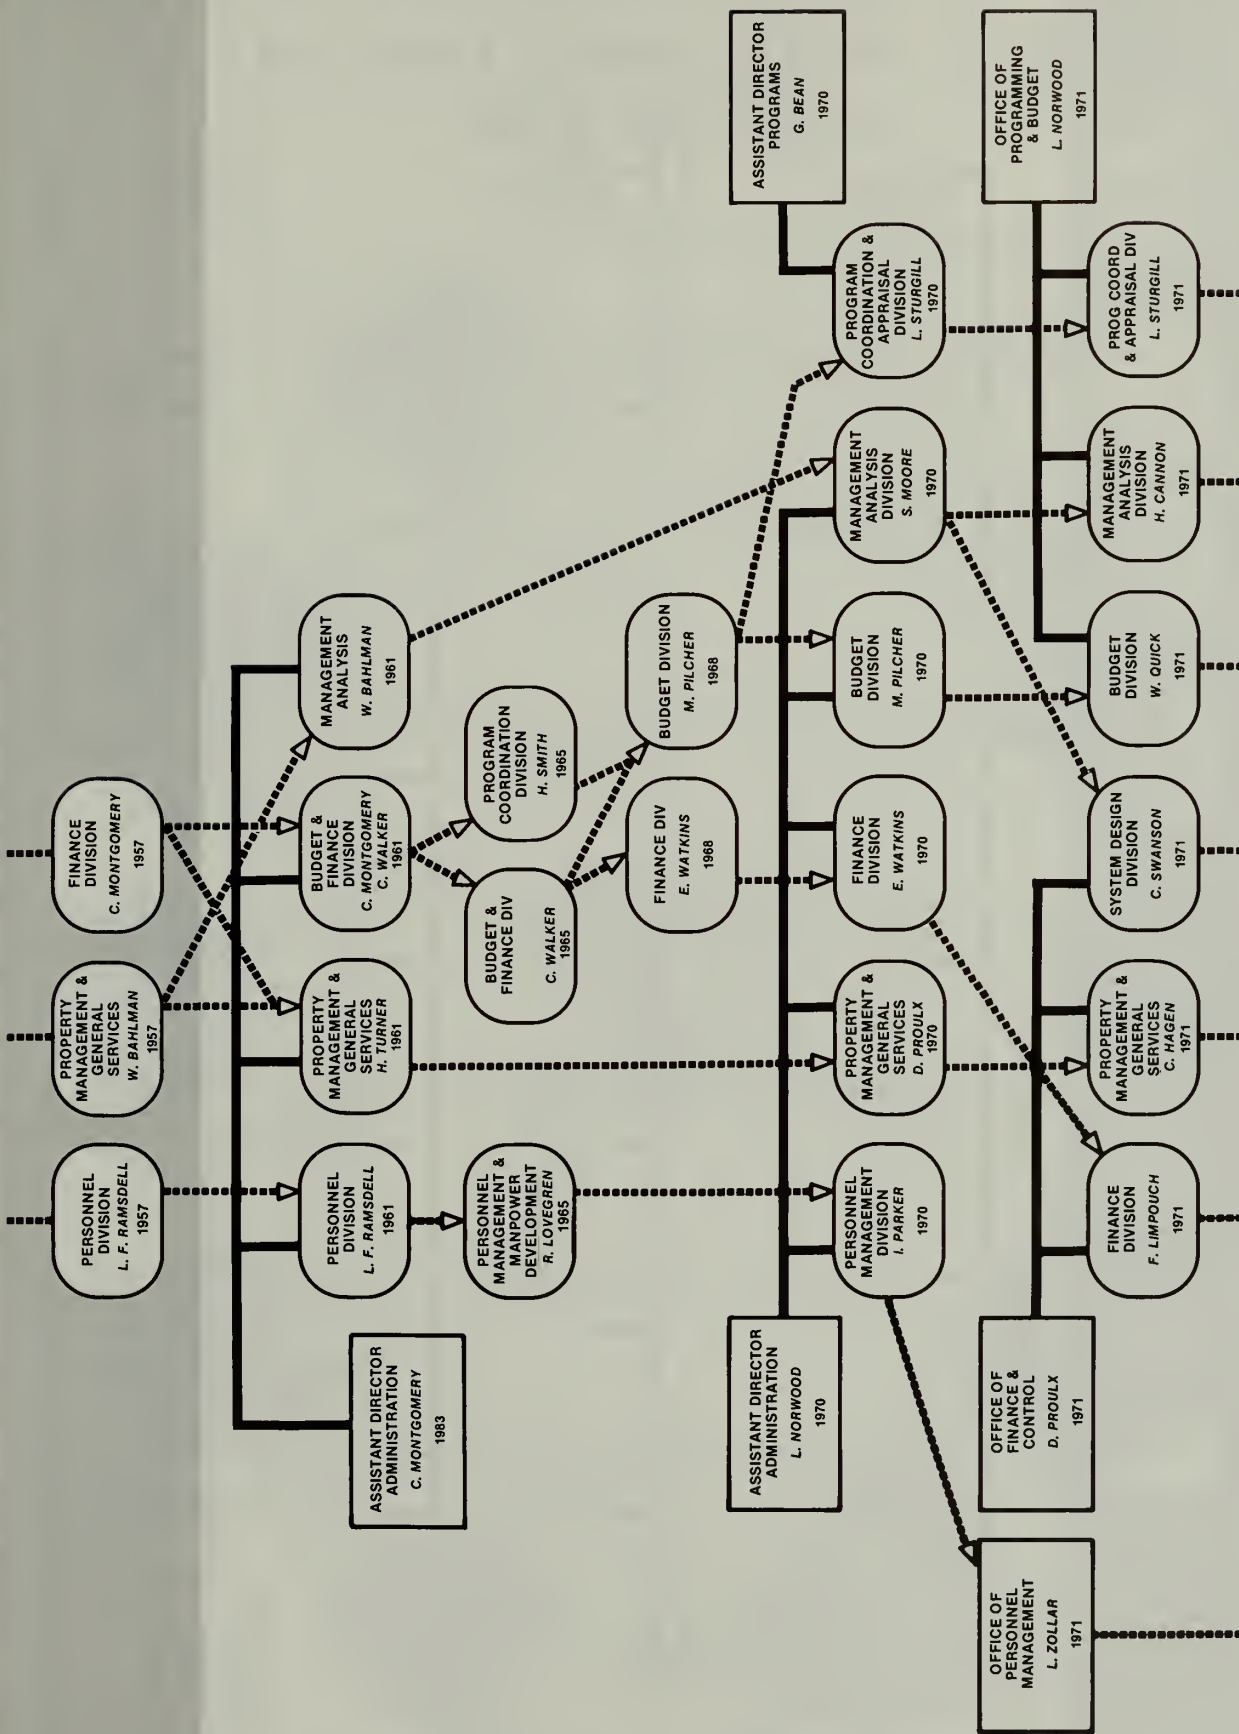 PERSONNEL
DIVISION
L. F. RAMSDELL
1957
PROPERTY
MANAGEMENT &
GENERAL
SERVICES
W. BAHLMAN
1957
FINANCE
DIVISION
C. MONTGOMERY
1957
ASSISTANT DIRECTOR
ADMINISTRATION
C. MONTGOMERY
1983
PERSONNEL
DIVISION
L. F. RAMSDELL
1961
PROPERTY
MANAGEMENT &
GENERAL
SERVICES
H. TURNER
1961
BUDGET &
FINANCE
DIVISION
C. MONTGOMERY
C. WALKER
1961
MANAGEMENT
ANALYSIS
W. BAHLMAN
1961
PERSONNEL
MANAGEMENT &
MANPOWER
DEVELOPMENT
R. LOVEGREN
1965
BUDGET &
FINANCE DIV
C. WALKER
1965
PROGRAM
COORDINATION
DIVISION
H. SMITH
1965
FINANCE DIV
E. WATKINS
1968
BUDGET DIVISION
M. PILCHER
1968
ASSISTANT DIRECTOR
ADMINISTRATION
L. NORWOOD
1970
PERSONNEL
MANAGEMENT
DIVISION
I. PARKER
1970
PROPERTY
MANAGEMENT &
GENERAL
SERVICES
D. PROULX
1970
FINANCE
DIVISION
E. WATKINS
1970
BUDGET
DIVISION
M. PILCHER
1970
MANAGEMENT
ANALYSIS
DIVISION
S. MOORE
1970
PROGRAM
COORDINATION &
APPRAISAL
DIVISION
L. STURGILL
1970
ASSISTANT DIRECTOR
PROGRAMS
G. BEAN
1970
OFFICE OF
PERSONNEL
MANAGEMENT
L. ZOLLAR
1971
OFFICE OF
FINANCE &
CONTROL
D. PROULX
1971
FINANCE
DIVISION
F. LIMPOUCH
1971
PROPERTY
MANAGEMENT &
GENERAL
SERVICES
C. HAGEN
1971
SYSTEM DESIGN
DIVISION
C. SWANSON
1971
BUDGET
DIVISION
W. QUICK
1971
MANAGEMENT
ANALYSIS
DIVISION
H. CANNON
1971
PROG COORD
& APPRAISAL DIV
L. STURGILL
1971
OFFICE OF
PROGRAMMING
& BUDGET
L. NORWOOD
1971